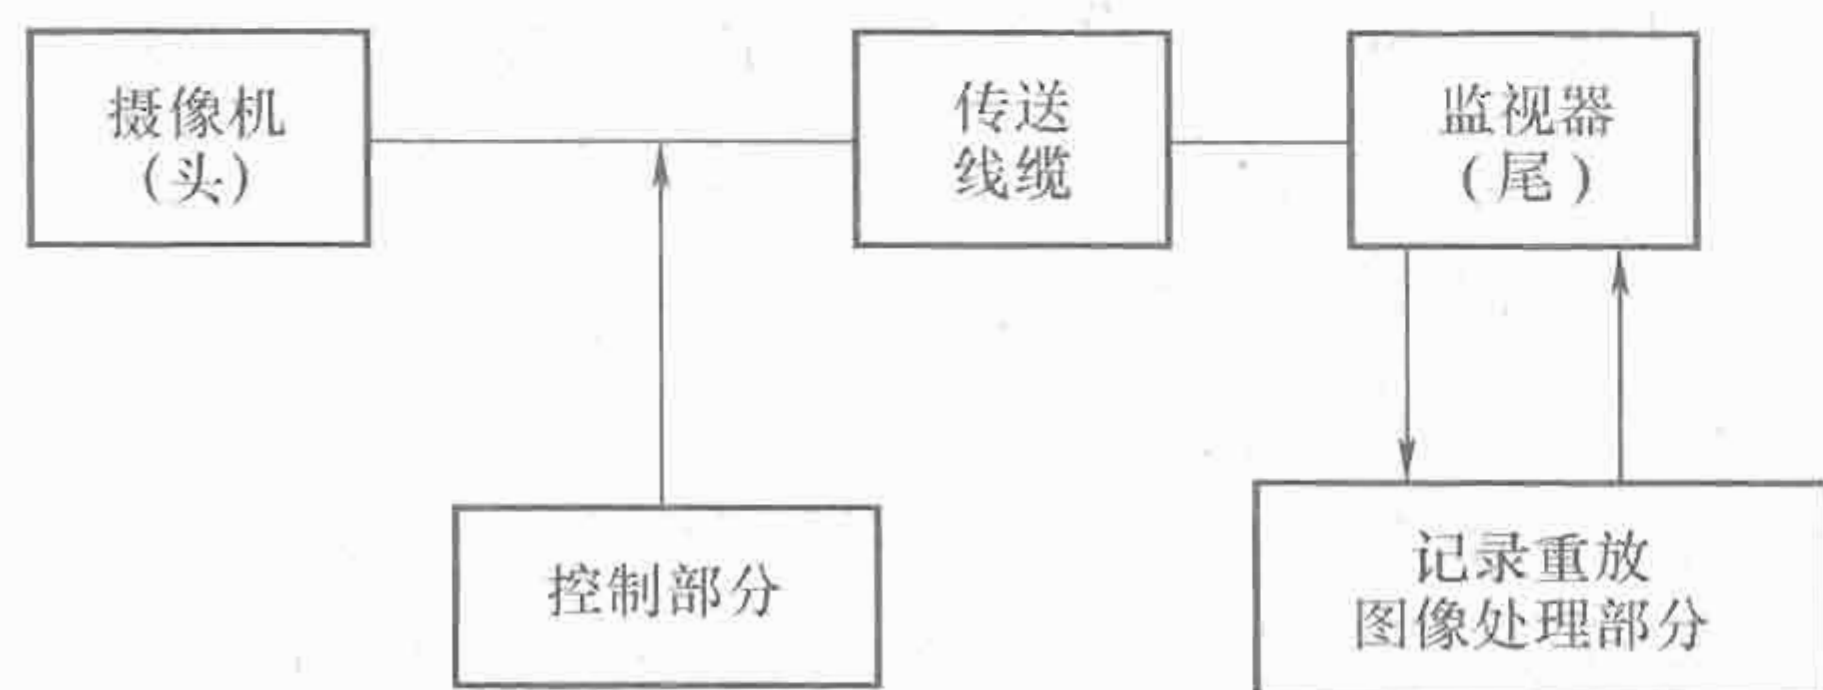 摄像机
(头)
传送
线缆
监视器
(尾)
控制部分
记录重放
图像处理部分